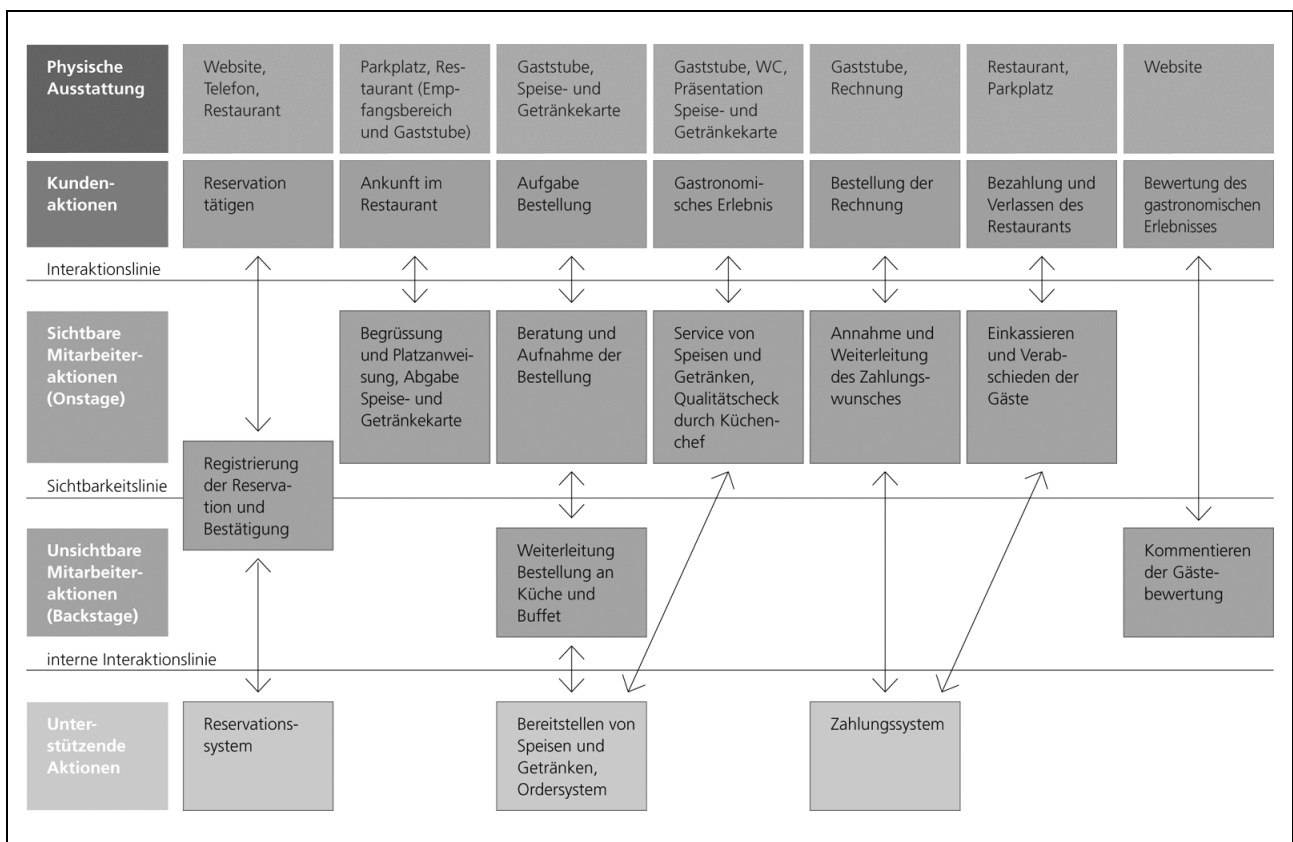 Physische
Ausstattung
Website,
Telefon,
Restaurant
Parkplatz, Res-
taurant (Emp-
fangsbereich
und Gaststube)
Gaststube,
Speise- und
Getränkekarte
Gaststube, WC,
Präsentation
Speise- und
Getränkekarte
Gaststube,
Rechnung
Restaurant,
Parkplatz
Website
Kunden-
aktionen
Reservation
tätigen
Ankunft im
Restaurant
Aufgabe
Bestellung
Gastronomi-
sches Erlebnis
Bestellung der
Rechnung
Bezahlung und
Verlassen des
Restaurants
Bewertung des
gastronomischen
Erlebnisses
Interaktionslinie
Sichtbare
Mitarbeiter-
aktionen
(Onstage)
Begrüssung
und Platzanwei-
sung, Abgabe
Speise- und
Getränkekarte
Beratung und
Aufnahme der
Bestellung
Service von
Speisen und
Getränken,
Qualitätscheck
durch Küchen-
chef
Annahme und
Weiterleitung
des Zahlungs-
wunsches
Einkassieren
und Verab-
schieden der
Gäste
Registrierung
der Reserva-
tion und
Bestätigung
Sichtbarkeitslinie
Unsichtbare
Mitarbeiter-
aktionen
(Backstage)
Weiterleitung
Bestellung an
Küche und
Buffet
Kommentieren
der Gäste-
bewertung
interne Interaktionslinie
Unter-
stützende
Aktionen
Reservations-
system
Bereitstellen von
Speisen und
Getränken,
Ordersystem
Zahlungssystem